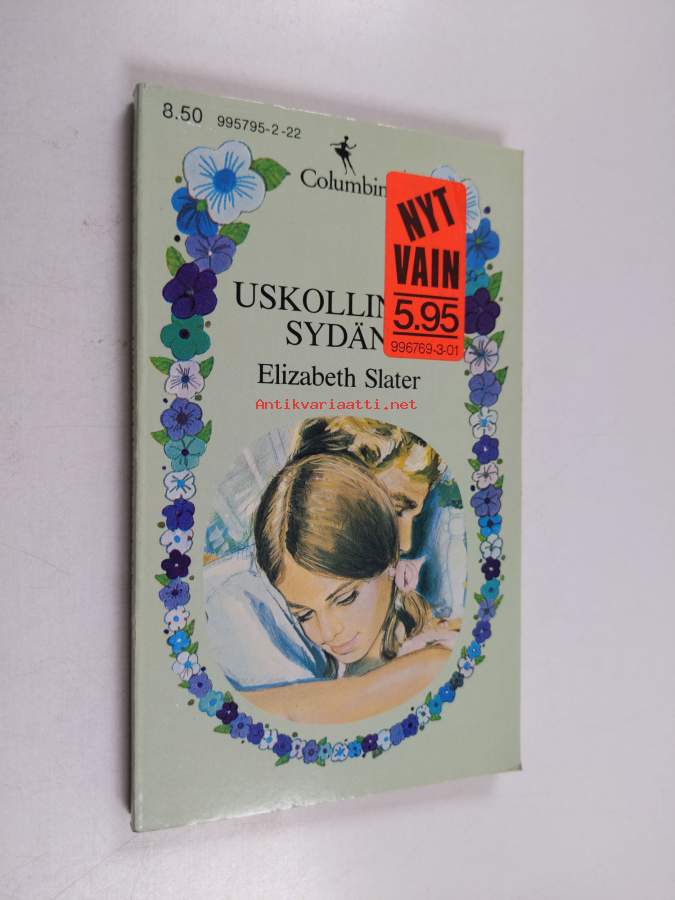 8.50 995795-2-22
Columbin
NYT
VAIN
5.95
996769-3-01
USKOLLIN
SYDÄN
Elizabeth Slater
Antikvariaatti.net